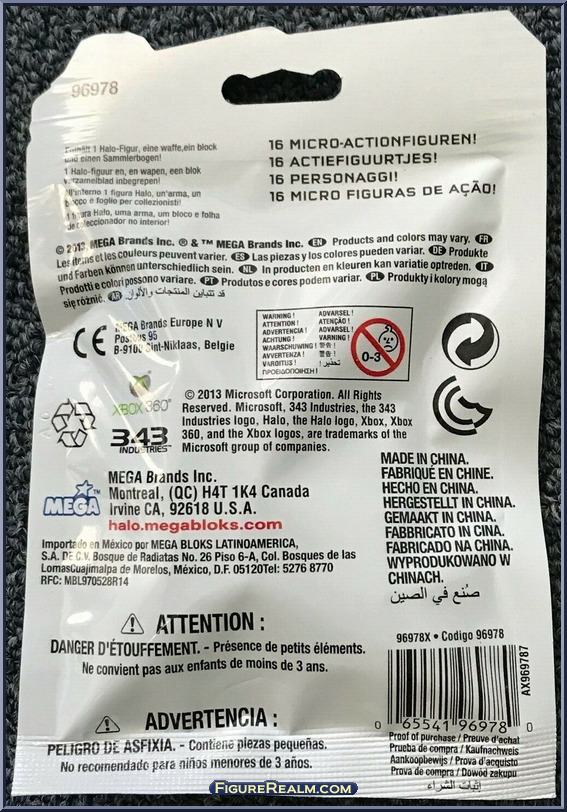 96978
Enthält 1 Halo-Figur, eine waffe,ein block
und einen Sammlerbogen!
1 Halo-figuur en, en wapen, een blok
verzamelblad inbegrepen!
All'interno 1 figura Halo, un'arma, un
blocco e foglio per collezionisti!
1 figura Halo, uma arma, um bloco e folha
de coleccionador no interior!
16 MICRO-ACTIONFIGUREN!
16 ACTIEFIGUURTJES!
16 PERSONAGGI!
16 MICRO FIGURAS DE AÇÃO!
© 2013, MEGA Brands Inc. ® & ™ MEGA Brands Inc. EN Products and colors may vary. FR
Les items et les couleurs peuvent varier. ES Las piezas y los colores pueden variar. DE Produkte
und Farben können unterschiedlich sein. NL In producten en kleuren kan variatie optreden. IT
Prodotti e colori possono variare. PT Produtos e cores podem variar. PL Produkty i kolory mogą
się różnić. AR قد تتباين المنتجات والألوان.
CE
MEGA Brands Europe N V
Postbus 95
B-9100 Sint-Niklaas, Belgie
WARNING! ADVARSEL!
ATTENTION! ATENÇÃO!
ADVERTENCIA! ADVARSEL!
ACHTUNG! VARNING!
WAARSCHUWING! 警告!
AVVERTENZA! 警告!
VAROITUS! تحذير!
ΠΡΟΕΙΔΟΠΟΙΗΣΗ!
0-3
XBOX 360
343
INDUSTRIES
© 2013 Microsoft Corporation. All Rights
Reserved. Microsoft, 343 Industries, the 343
Industries logo, Halo, the Halo logo, Xbox, Xbox
360, and the Xbox logos, are trademarks of the
Microsoft group of companies.
MEGA
MEGA Brands Inc.
Montreal, (QC) H4T 1K4 Canada
Irvine CA, 92618 U.S.A.
halo.megabloks.com
Importado en México por MEGA BLOKS LATINOAMERICA,
S.A. DE C.V. Bosque de Radiatas No. 26 Piso 6-A, Col. Bosques de las
LomasCuajimalpa de Morelos, México, D.F. 05120Tel: 5276 8770
RFC: MBL970528R14
MADE IN CHINA.
FABRIQUÉ EN CHINE.
HECHO EN CHINA.
HERGESTELLT IN CHINA.
GEMAAKT IN CHINA.
FABBRICATO IN CINA.
FABRICADO NA CHINA.
WYPRODUKOWANO W
CHINACH.
صُنع في الصين
ATTENTION :
DANGER D'ÉTOUFFEMENT. - Présence de petits éléments.
Ne convient pas aux enfants de moins de 3 ans.
ADVERTENCIA :
PELIGRO DE ASFIXIA. - Contiene piezas pequeñas.
No recomendado para niños menores de 3 años.
96978X • Codigo 96978
AX969787
0 65541 96978 0
Proof of purchase / Preuve d'achat
Prueba de compra / Kaufnachweis
Aankoopbewijs / Prova d'acquisto
Prova de compra / Dowód zakupu
إثبات الشراء
FIGUREREALM.COM